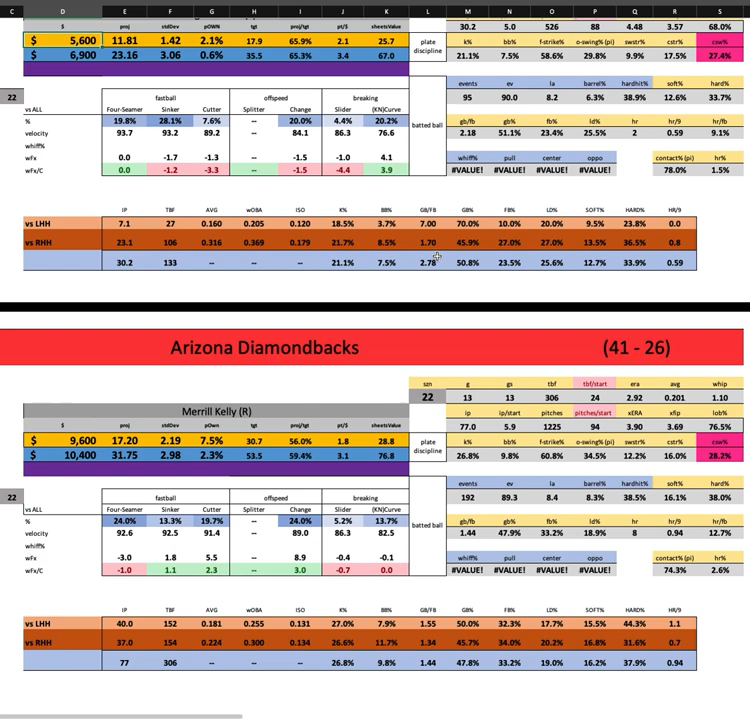 C D E F G H I J K L M N O P Q R S
$ proj stdDev pOWN tgt proj/tgt pt/$ sheetsValue 30.2 5.0 526 88 4.48 3.57 68.0%
$ 5,600 11.81 1.42 2.1% 17.9 65.9% 2.1 25.7 plate discipline k% bb% f-strike% o-swing% (pi) swstr% cstr% csw%
$ 6,900 23.16 3.06 0.6% 35.5 65.3% 3.4 67.0 21.1% 7.5% 58.6% 29.8% 9.9% 17.5% 27.4%
events ev la barrel% hardhit% soft% hard%
22 fastball offspeed breaking 95 90.0 8.2 6.3% 38.9% 12.6% 33.7%
vs ALL Four-Seamer Sinker Cutter Splitter Change Slider (KN)Curve
% 19.8% 28.1% 7.6% -- 20.0% 4.4% 20.2% batted ball gb/fb gb% fb% ld% hr hr/9 hr/fb
velocity 93.7 93.2 89.2 -- 84.1 86.3 76.6 2.18 51.1% 23.4% 25.5% 2 0.59 9.1%
whiff%
wFx 0.0 -1.7 -1.3 -- -1.5 -1.0 4.1 whiff% pull center oppo contact% (pi) hr%
wFx/C 0.0 -1.2 -3.3 -- -1.5 -4.4 3.9 #VALUE! #VALUE! #VALUE! #VALUE! 78.0% 1.5%
IP TBF AVG wOBA ISO K% BB% GB/FB GB% FB% LD% SOFT% HARD% HR/9
vs LHH 7.1 27 0.160 0.205 0.120 18.5% 3.7% 7.00 70.0% 10.0% 20.0% 9.5% 23.8% 0.0
vs RHH 23.1 106 0.316 0.369 0.179 21.7% 8.5% 1.70 45.9% 27.0% 27.0% 13.5% 36.5% 0.8
30.2 133 -- -- -- 21.1% 7.5% 2.78 50.8% 23.5% 25.6% 12.7% 33.9% 0.59
Arizona Diamondbacks (41 - 26)
szn g gs tbf tbf/start era avg whip
22 13 13 306 24 2.92 0.201 1.10
Merrill Kelly (R) ip ip/start pitches pitches/start xERA xfip lob%
$ proj stdDev pOwn tgt proj/tgt pt/$ sheetsValue 77.0 5.9 1225 94 3.90 3.69 76.5%
$ 9,600 17.20 2.19 7.5% 30.7 56.0% 1.8 28.8 plate discipline k% bb% f-strike% o-swing% (pi) swstr% cstr% csw%
$ 10,400 31.75 2.98 2.3% 53.5 59.4% 3.1 76.8 26.8% 9.8% 60.8% 34.5% 12.2% 16.0% 28.2%
events ev la barrel% hardhit% soft% hard%
22 fastball offspeed breaking 192 89.3 8.4 8.3% 38.5% 16.1% 38.0%
vs ALL Four-Seamer Sinker Cutter Splitter Change Slider (KN)Curve
% 24.0% 13.3% 19.7% -- 24.0% 5.2% 13.7% batted ball gb/fb gb% fb% ld% hr hr/9 hr/fb
velocity 92.6 92.5 91.4 -- 89.0 86.3 82.5 1.44 47.9% 33.2% 18.9% 8 0.94 12.7%
whiff%
wFx -3.0 1.8 5.5 -- 8.9 -0.4 -0.1 whiff% pull center oppo contact% (pi) hr%
wFx/C -1.0 1.1 2.3 -- 3.0 -0.7 0.0 #VALUE! #VALUE! #VALUE! #VALUE! 74.3% 2.6%
IP TBF AVG wOBA ISO K% BB% GB/FB GB% FB% LD% SOFT% HARD% HR/9
vs LHH 40.0 152 0.181 0.255 0.131 27.0% 7.9% 1.55 50.0% 32.3% 17.7% 15.5% 44.3% 1.1
vs RHH 37.0 154 0.224 0.300 0.134 26.6% 11.7% 1.34 45.7% 34.0% 20.2% 16.8% 31.6% 0.7
77 306 -- -- -- 26.8% 9.8% 1.44 47.8% 33.2% 19.0% 16.2% 37.9% 0.94